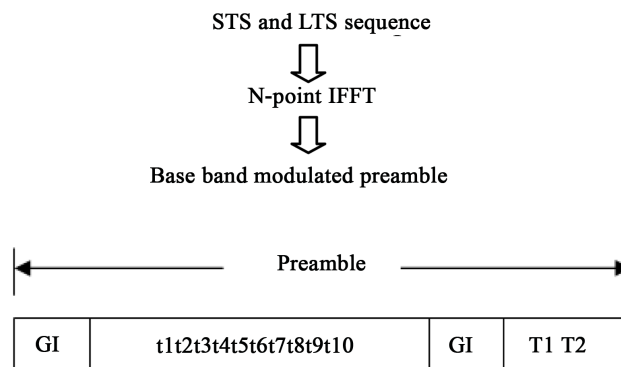 STS and LTS sequence
N-point IFFT
Base band modulated preamble
Preamble
GI t1t2t3t4t5t6t7t8t9t10 GI T1 T2